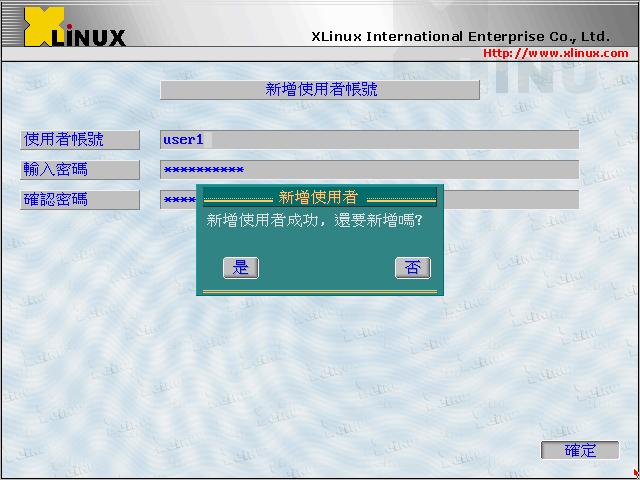 XLiNUX
XLinux International Enterprise Co., Ltd.
Http://www.xlinux.com
新增使用者帳號
使用者帳號 user1
輸入密碼 **********
確認密碼 ****
新增使用者
新增使用者成功, 還要新增嗎?
是 否
確定